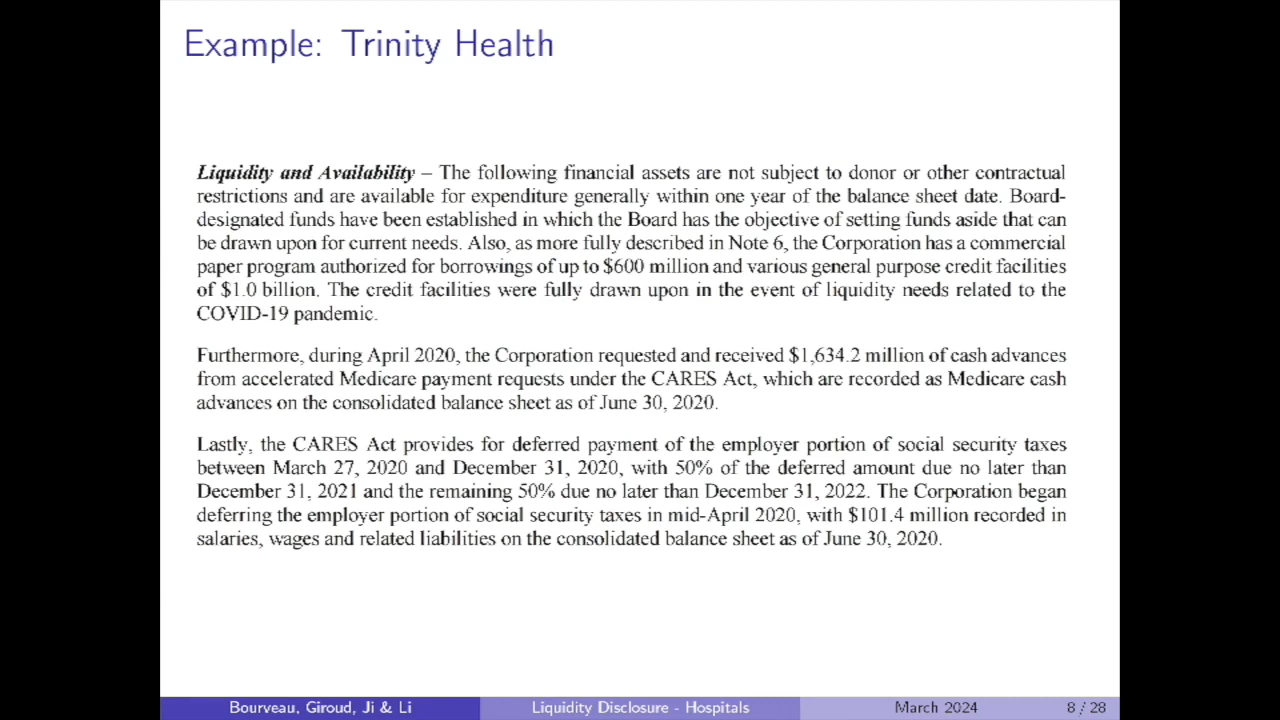 Example: Trinity Health
Liquidity and Availability – The following financial assets are not subject to donor or other contractual
restrictions and are available for expenditure generally within one year of the balance sheet date. Board-
designated funds have been established in which the Board has the objective of setting funds aside that can
be drawn upon for current needs. Also, as more fully described in Note 6, the Corporation has a commercial
paper program authorized for borrowings of up to $600 million and various general purpose credit facilities
of $1.0 billion. The credit facilities were fully drawn upon in the event of liquidity needs related to the
COVID-19 pandemic.
Furthermore, during April 2020, the Corporation requested and received $1,634.2 million of cash advances
from accelerated Medicare payment requests under the CARES Act, which are recorded as Medicare cash
advances on the consolidated balance sheet as of June 30, 2020.
Lastly, the CARES Act provides for deferred payment of the employer portion of social security taxes
between March 27, 2020 and December 31, 2020, with 50% of the deferred amount due no later than
December 31, 2021 and the remaining 50% due no later than December 31, 2022. The Corporation began
deferring the employer portion of social security taxes in mid-April 2020, with $101.4 million recorded in
salaries, wages and related liabilities on the consolidated balance sheet as of June 30, 2020.
Bourveau, Giroud, Ji & Li Liquidity Disclosure - Hospitals March 2024 8 / 28